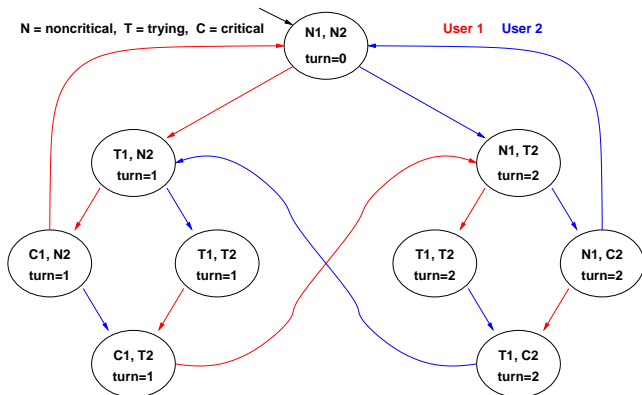 N = noncritical, T = trying, C = critical
User 1 User 2
N1, N2
turn=0
T1, N2
turn=1
N1, T2
turn=2
C1, N2
turn=1
T1, T2
turn=1
T1, T2
turn=2
N1, C2
turn=2
C1, T2
turn=1
T1, C2
turn=2